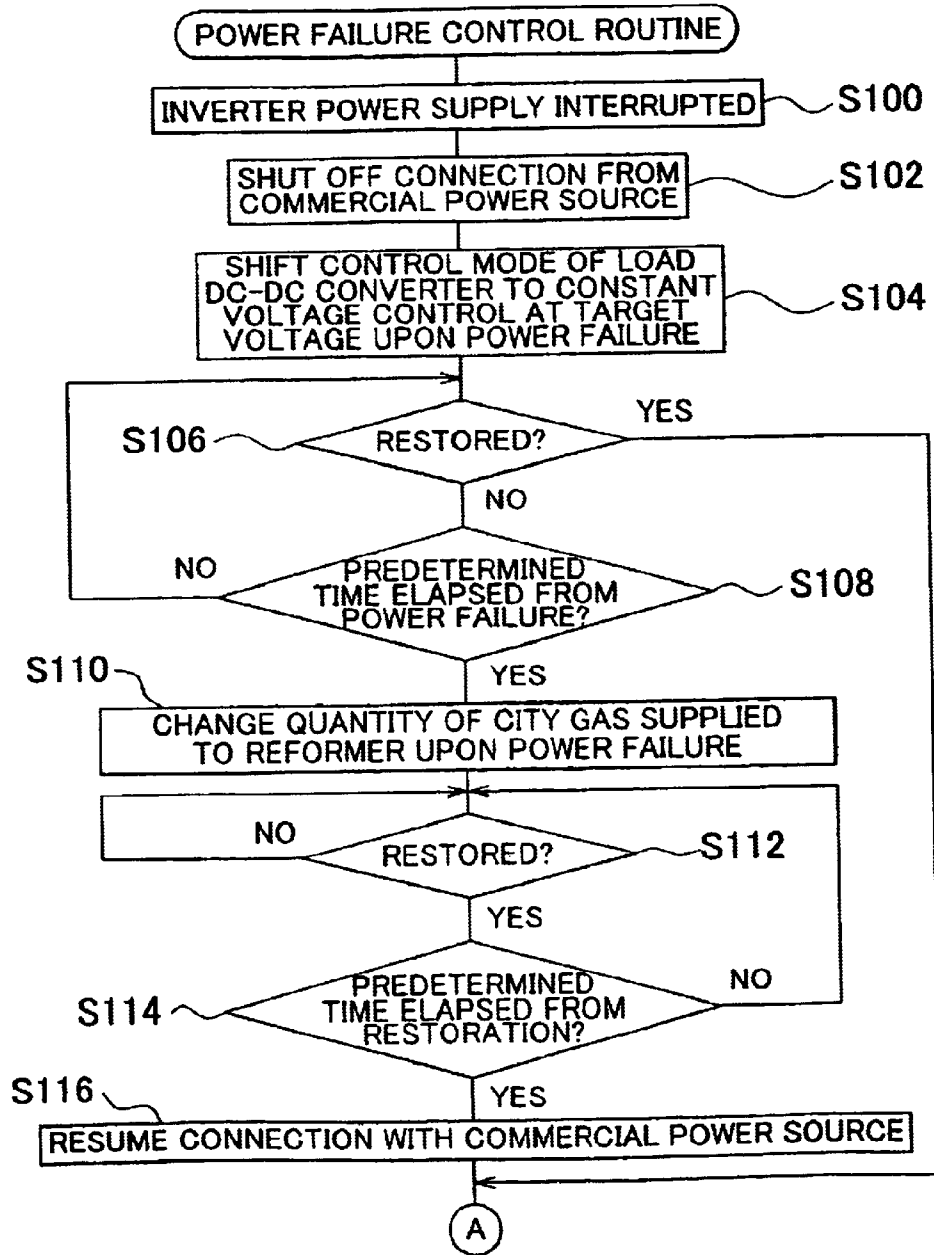 POWER FAILURE CONTROL ROUTINE
INVERTER POWER SUPPLY INTERRUPTED
S100
SHUT OFF CONNECTION FROM
COMMERCIAL POWER SOURCE
S102
SHIFT CONTROL MODE OF LOAD
DC-DC CONVERTER TO CONSTANT
VOLTAGE CONTROL AT TARGET
VOLTAGE UPON POWER FAILURE
S104
YES
S106
RESTORED?
NO
NO
PREDETERMINED
TIME ELAPSED FROM
POWER FAILURE?
S108
YES
S110
CHANGE QUANTITY OF CITY GAS SUPPLIED
TO REFORMER UPON POWER FAILURE
NO
RESTORED?
S112
YES
PREDETERMINED
TIME ELAPSED FROM
RESTORATION?
NO
S114
YES
S116
RESUME CONNECTION WITH COMMERCIAL POWER SOURCE
A